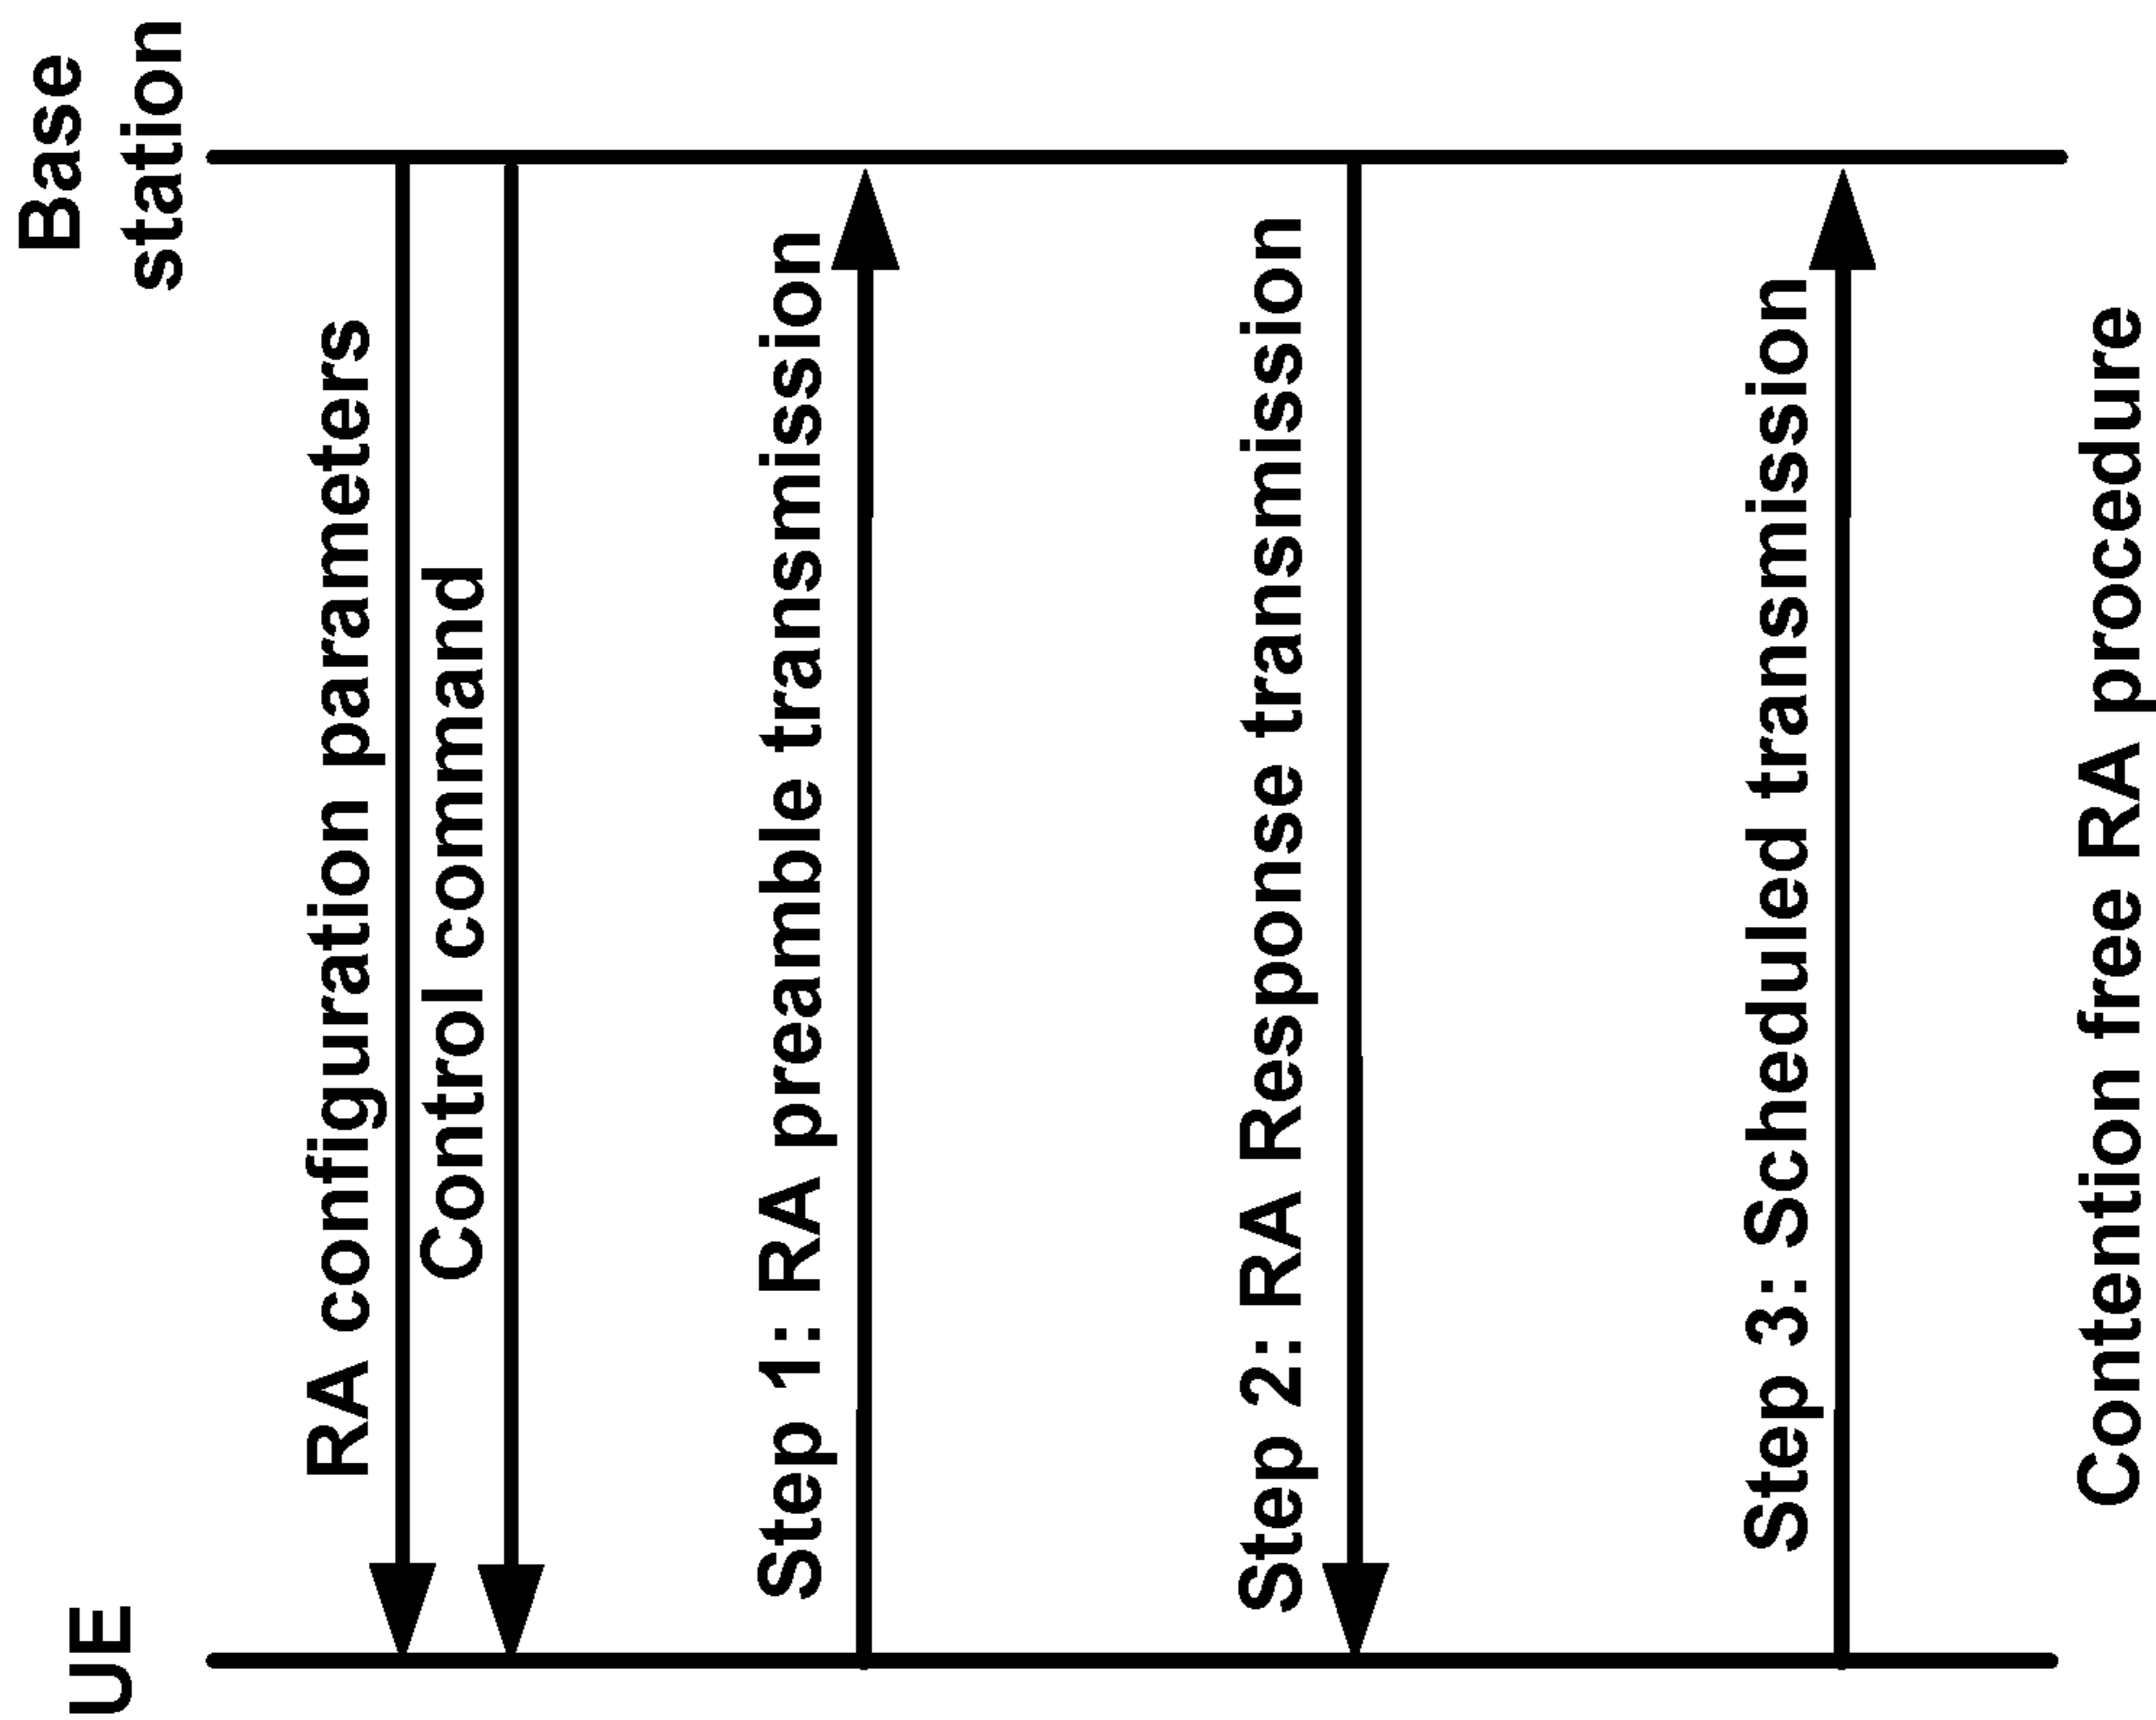 UE
Base
station
RA configuration parameters
Control command
Step 1: RA preamble transmission
Step 2: RA Response transmission
Step 3: Scheduled transmission
Contention free RA procedure